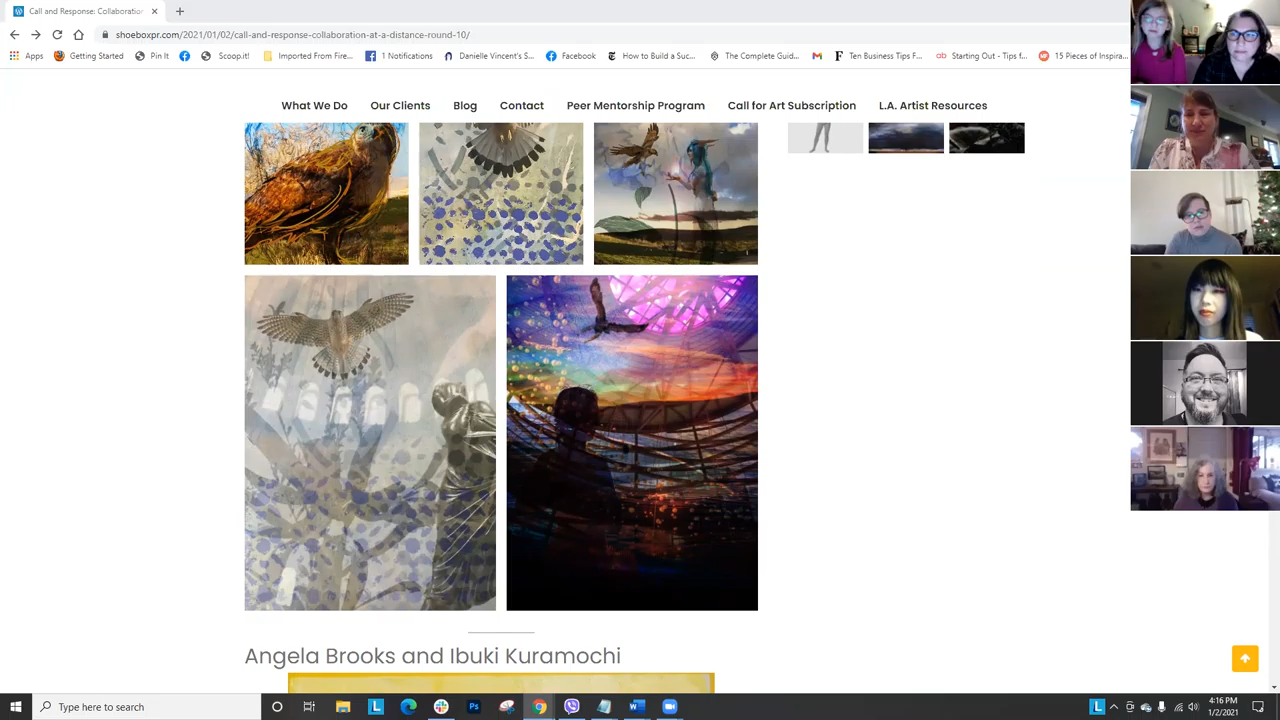 Call and Response: Collaboration
shoeboxpr.com/2021/01/02/call-and-response-collaboration-at-a-distance-round-10/
Apps Getting Started Pin It Scoop.it! Imported From Fire... 1 Notifications Danielle Vincent's S... Facebook How to Build a Suc... The Complete Guid... Ten Business Tips F... Starting Out - Tips f... 15 Pieces of Inspira...
What We Do Our Clients Blog Contact Peer Mentorship Program Call for Art Subscription L.A. Artist Resources
Angela Brooks and Ibuki Kuramochi
Type here to search
4:16 PM
1/2/2021